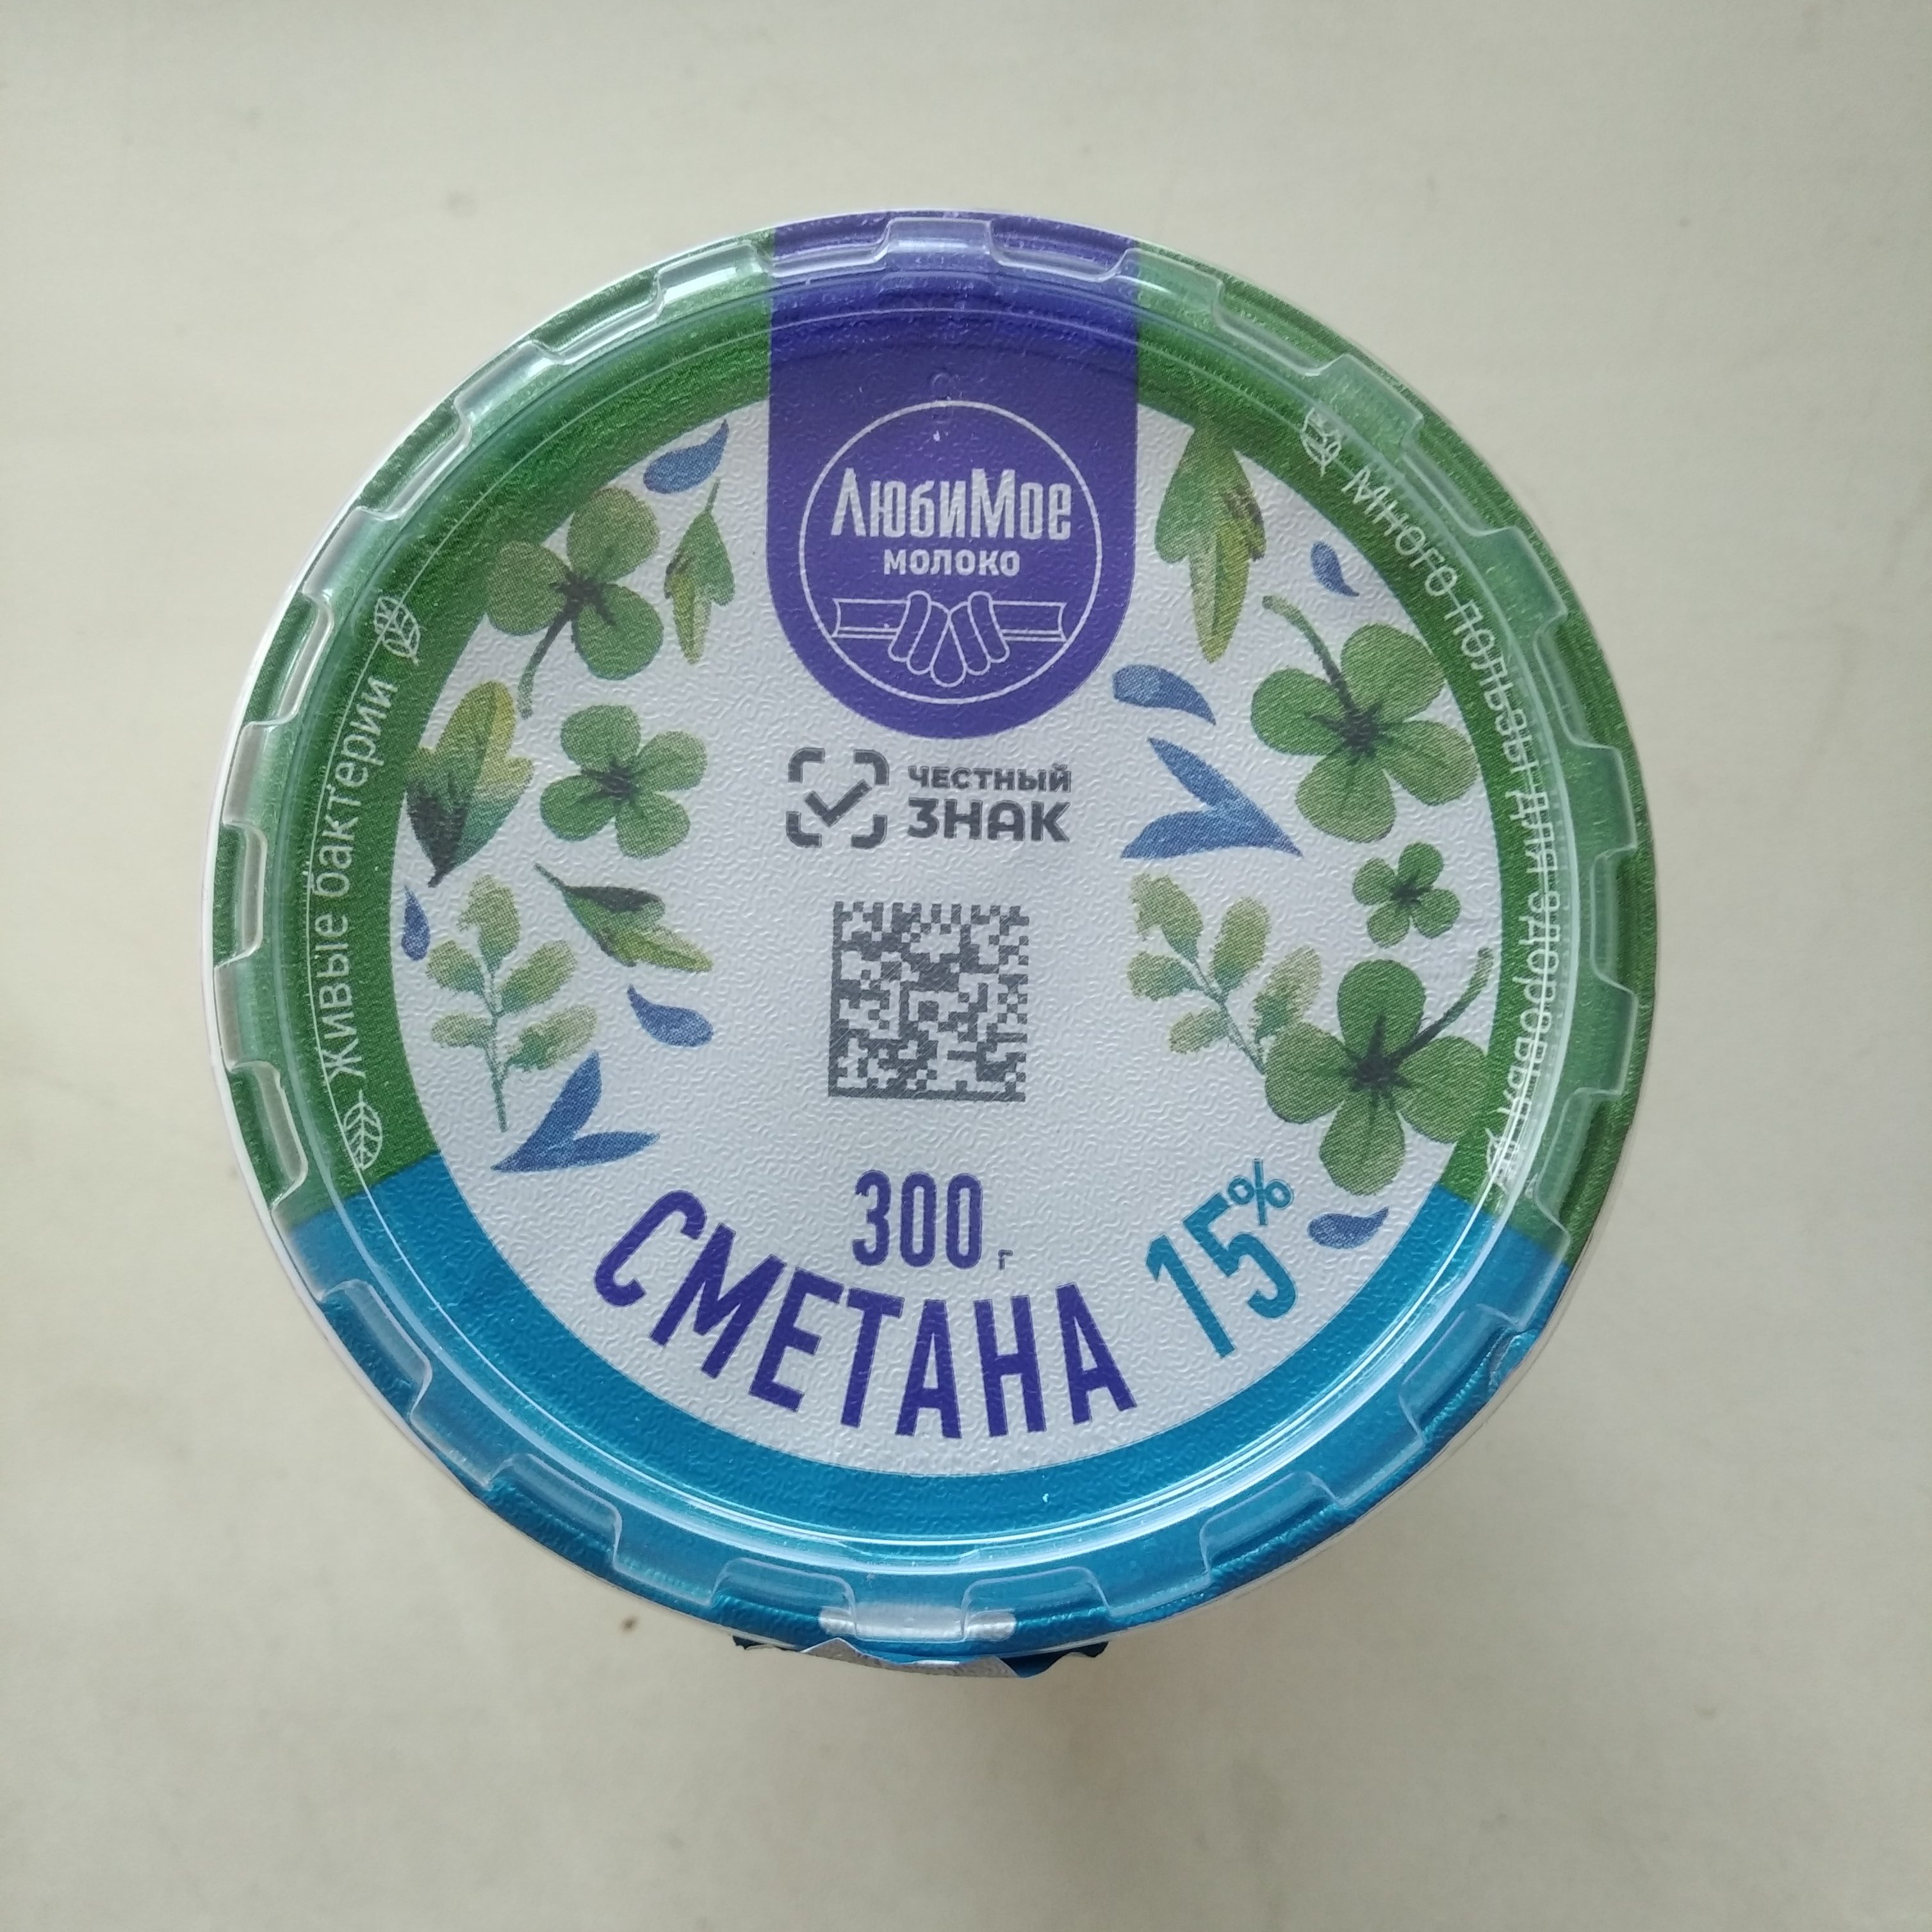 ЛюбиМое
МОЛОКО
ЧЕСТНЫЙ
ЗНАК
300 г
СМЕТАНА 15%
Живые бактерии
Много пользы для здоровья